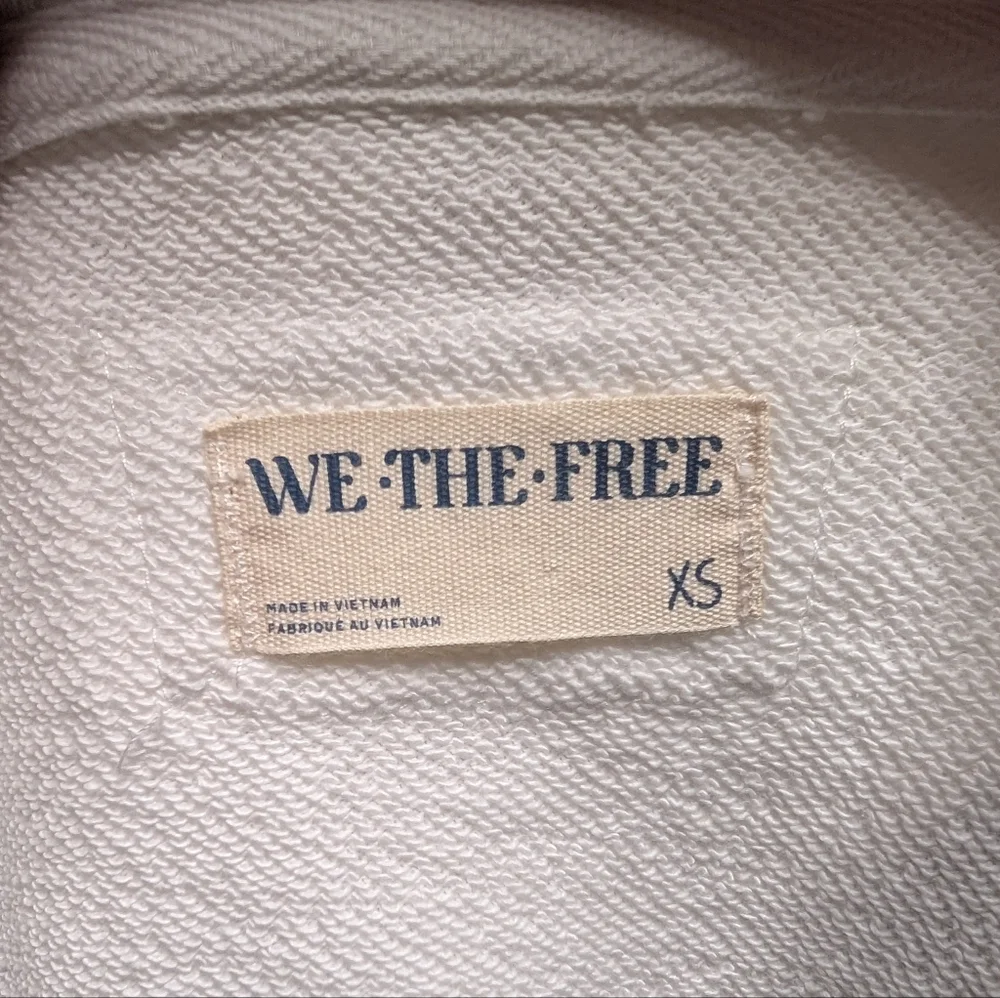 WE·THE·FREE
XS
MADE IN VIETNAM
FABRIQUÉ AU VIETNAM